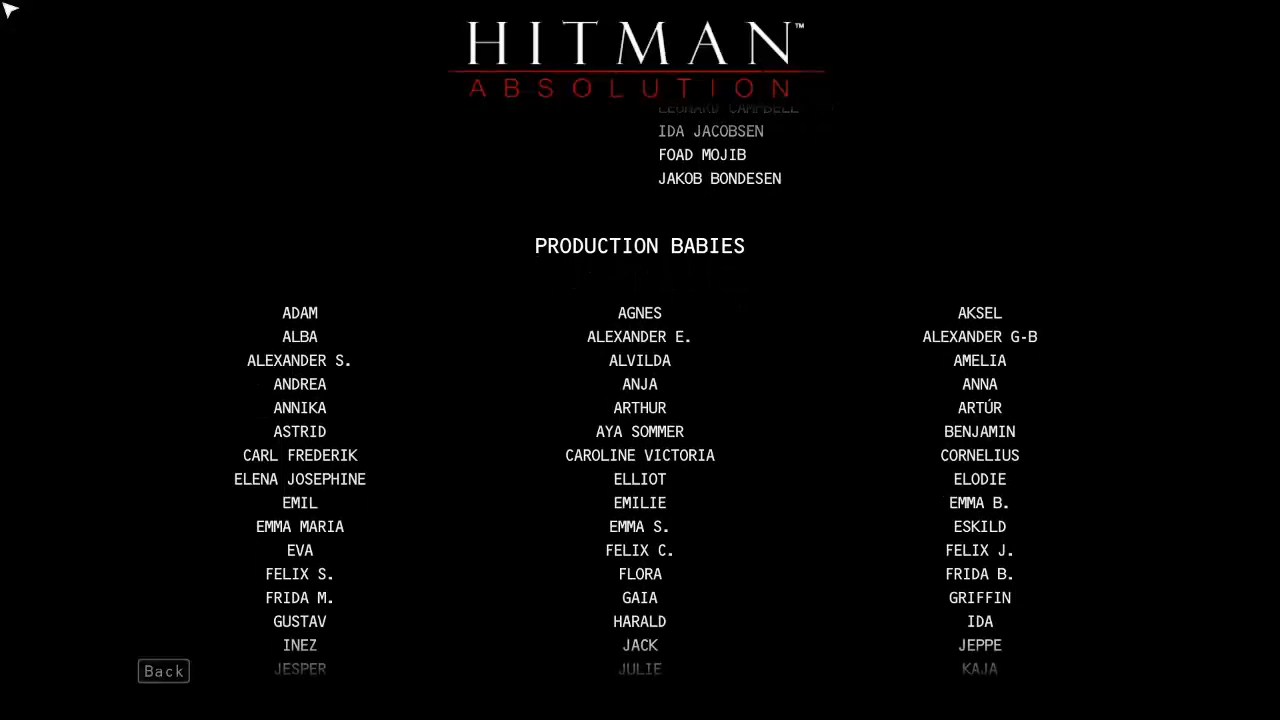 HITMAN™
ABSOLUTION
LEONARD CAMPBELL
IDA JACOBSEN
FOAD MOJIB
JAKOB BONDESEN
PRODUCTION BABIES
ADAM AGNES AKSEL
ALBA ALEXANDER E. ALEXANDER G-B
ALEXANDER S. ALVILDA AMELIA
ANDREA ANJA ANNA
ANNIKA ARTHUR ARTÚR
ASTRID AYA SOMMER BENJAMIN
CARL FREDERIK CAROLINE VICTORIA CORNELIUS
ELENA JOSEPHINE ELLIOT ELODIE
EMIL EMILIE EMMA B.
EMMA MARIA EMMA S. ESKILD
EVA FELIX C. FELIX J.
FELIX S. FLORA FRIDA B.
FRIDA M. GAIA GRIFFIN
GUSTAV HARALD IDA
INEZ JACK JEPPE
JESPER JULIE KAJA
Back